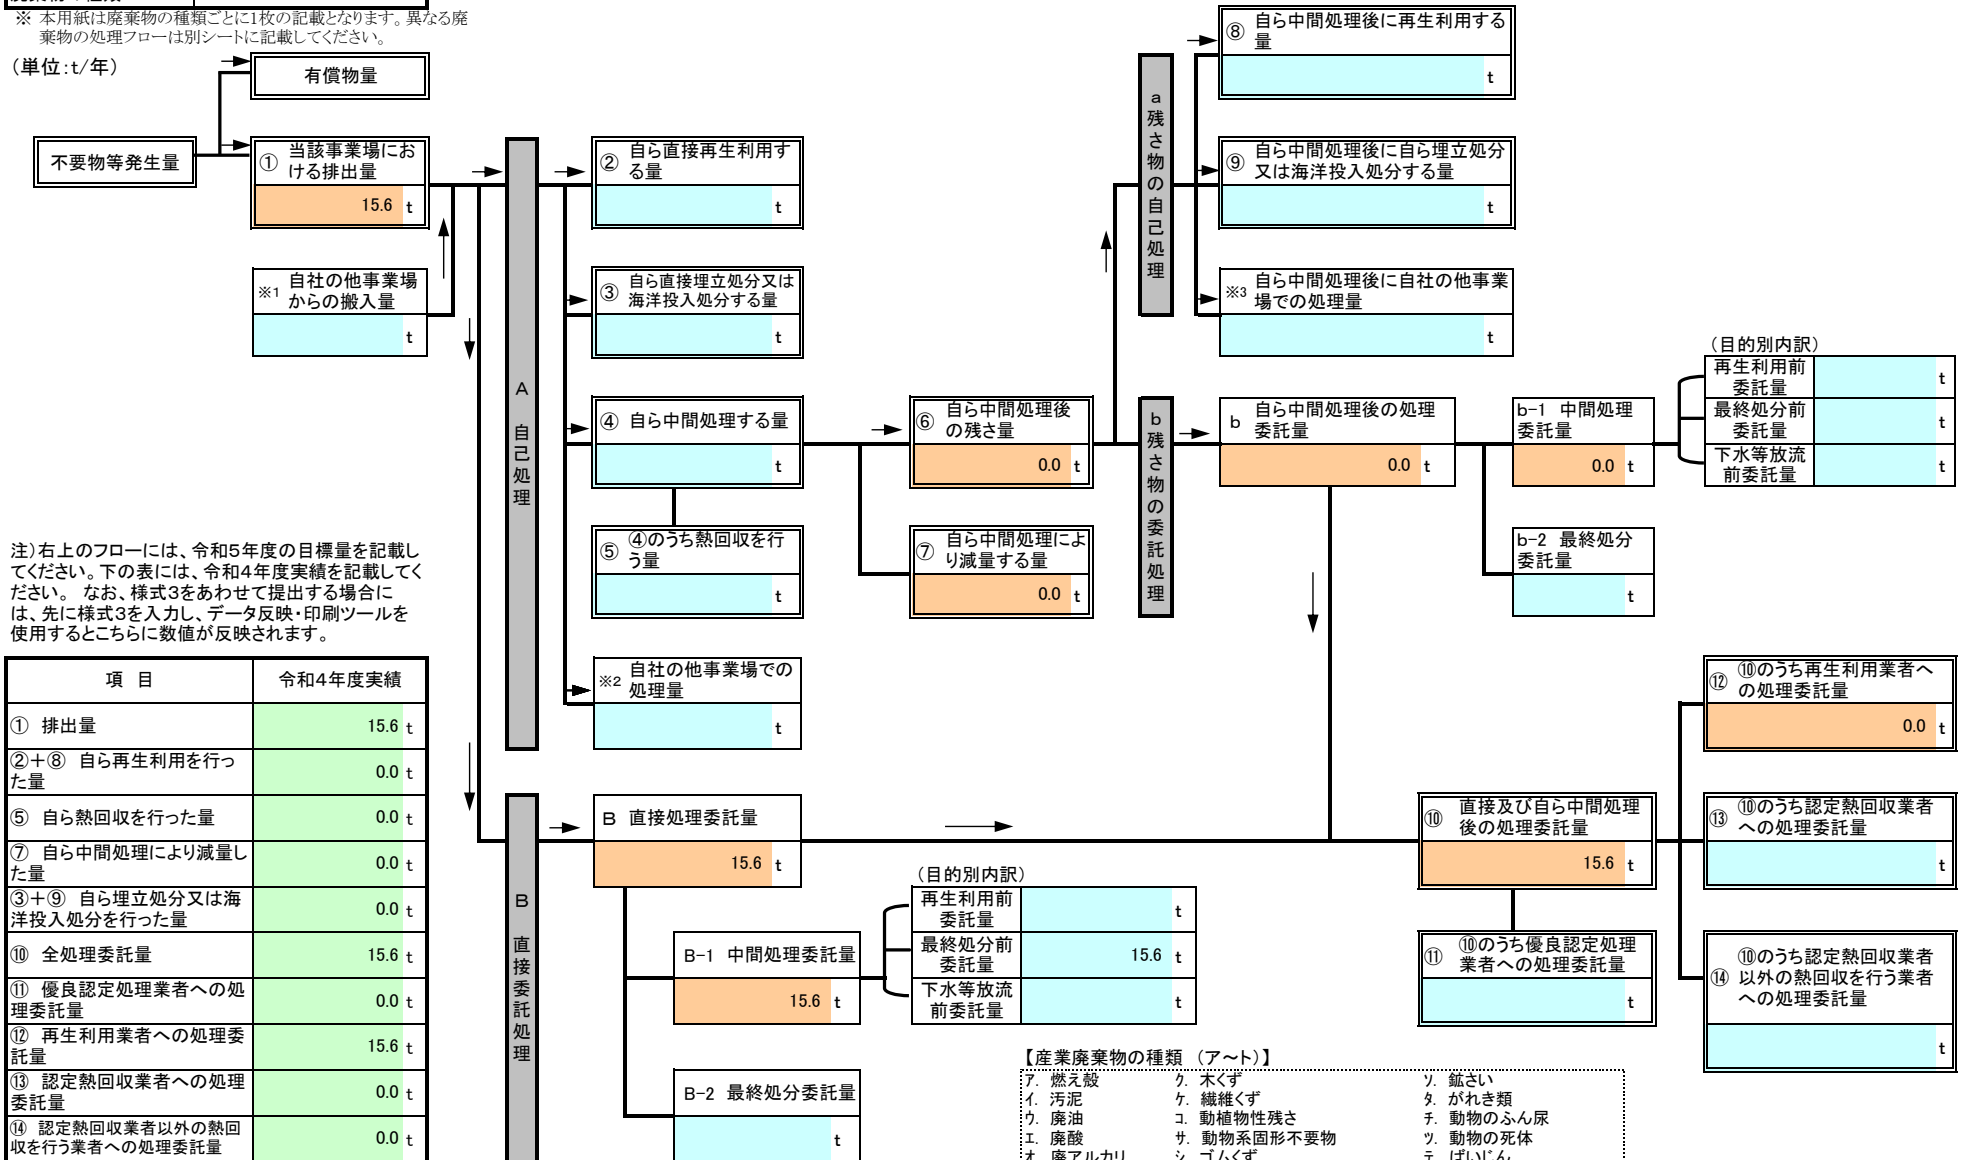 ※ 本用紙は廃棄物の種類ごとに1枚の記載となります。異なる廃
棄物の処理フローは別シートに記載してください。
（単位：t/年）
有償物量
不要物等発生量
① 当該事業場にお
ける排出量
15.6 t
※1 自社の他事業場
からの搬入量
t
A 自己処理
② 自ら直接再生利用す
る量
t
③ 自ら直接埋立処分又は
海洋投入処分する量
t
④ 自ら中間処理する量
t
⑤ ④のうち熱回収を行
う量
t
※2 自社の他事業場での
処理量
t
⑥ 自ら中間処理後
の残さ量
0.0 t
⑦ 自ら中間処理によ
り減量する量
0.0 t
a 残さ物の自己処理
⑧ 自ら中間処理後に再生利用する
量
t
⑨ 自ら中間処理後に自ら埋立処分
又は海洋投入処分する量
t
※3 自ら中間処理後に自社の他事業
場での処理量
t
b 残さ物の委託処理
b 自ら中間処理後の処理
委託量
0.0 t
b-1 中間処理
委託量
0.0 t
（目的別内訳）
再生利用前
委託量
t
最終処分前
委託量
t
下水等放流
前委託量
t
b-2 最終処分
委託量
t
注）右上のフローには、令和5年度の目標量を記載し
てください。下の表には、令和4年度実績を記載してく
ださい。 なお、様式3をあわせて提出する場合に
は、先に様式3を入力し、データ反映・印刷ツールを
使用するとこちらに数値が反映されます。
項 目 令和4年度実績
① 排出量 15.6 t
②＋⑧ 自ら再生利用を行っ
た量 0.0 t
⑤ 自ら熱回収を行った量 0.0 t
⑦ 自ら中間処理により減量し
た量 0.0 t
③＋⑨ 自ら埋立処分又は海
洋投入処分を行った量 0.0 t
⑩ 全処理委託量 15.6 t
⑪ 優良認定処理業者への処
理委託量 0.0 t
⑫ 再生利用業者への処理委
託量 15.6 t
⑬ 認定熱回収業者への処理
委託量 0.0 t
⑭ 認定熱回収業者以外の熱回
収を行う業者への処理委託量 0.0 t
B 直接委託処理
B 直接処理委託量
15.6 t
B-1 中間処理委託量
15.6 t
（目的別内訳）
再生利用前
委託量
t
最終処分前
委託量
15.6 t
下水等放流
前委託量
t
B-2 最終処分委託量
t
⑩ 直接及び自ら中間処理
後の処理委託量
15.6 t
⑪ ⑩のうち優良認定処理
業者への処理委託量
t
⑫ ⑩のうち再生利用業者へ
の処理委託量
0.0 t
⑬ ⑩のうち認定熱回収業者
への処理委託量
t
⑭ ⑩のうち認定熱回収業者
以外の熱回収を行う業者
への処理委託量
t
【産業廃棄物の種類 （ア～ト）】
ア. 燃え殻 ク. 木くず ソ. 鉱さい
イ. 汚泥 ケ. 繊維くず タ. がれき類
ウ. 廃油 コ. 動植物性残さ チ. 動物のふん尿
エ. 廃酸 サ. 動物系固形不要物 ツ. 動物の死体
オ. 廃アルカリ シ. ゴムくず テ. ばいじん